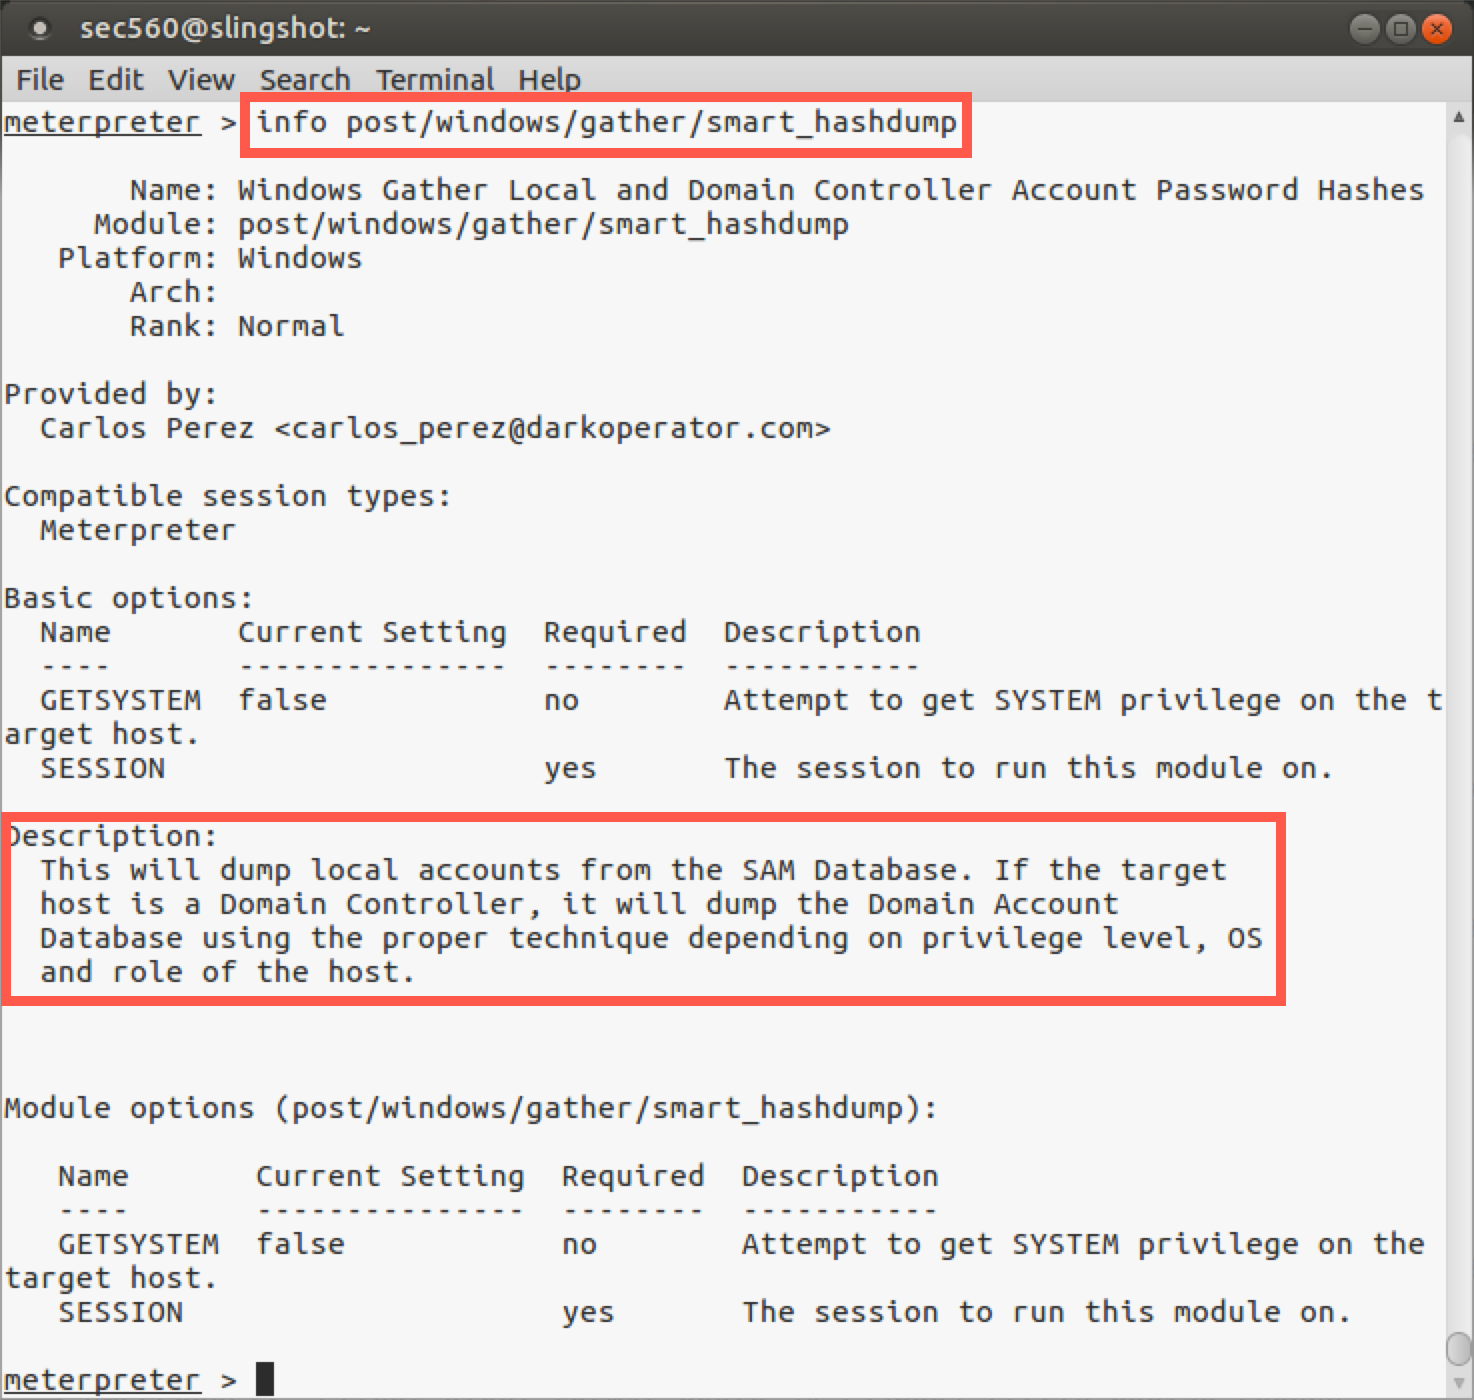 sec560@slingshot: ~
File Edit View Search Terminal Help
meterpreter > info post/windows/gather/smart_hashdump
Name: Windows Gather Local and Domain Controller Account Password Hashes
Module: post/windows/gather/smart_hashdump
Platform: Windows
Arch:
Rank: Normal
Provided by:
Carlos Perez <carlos_perez@darkoperator.com>
Compatible session types:
Meterpreter
Basic options:
Name Current Setting Required Description
---- --------------- -------- -----------
GETSYSTEM false no Attempt to get SYSTEM privilege on the t
arget host.
SESSION yes The session to run this module on.
Description:
This will dump local accounts from the SAM Database. If the target
host is a Domain Controller, it will dump the Domain Account
Database using the proper technique depending on privilege level, OS
and role of the host.
Module options (post/windows/gather/smart_hashdump):
Name Current Setting Required Description
---- --------------- -------- -----------
GETSYSTEM false no Attempt to get SYSTEM privilege on the
target host.
SESSION yes The session to run this module on.
meterpreter >